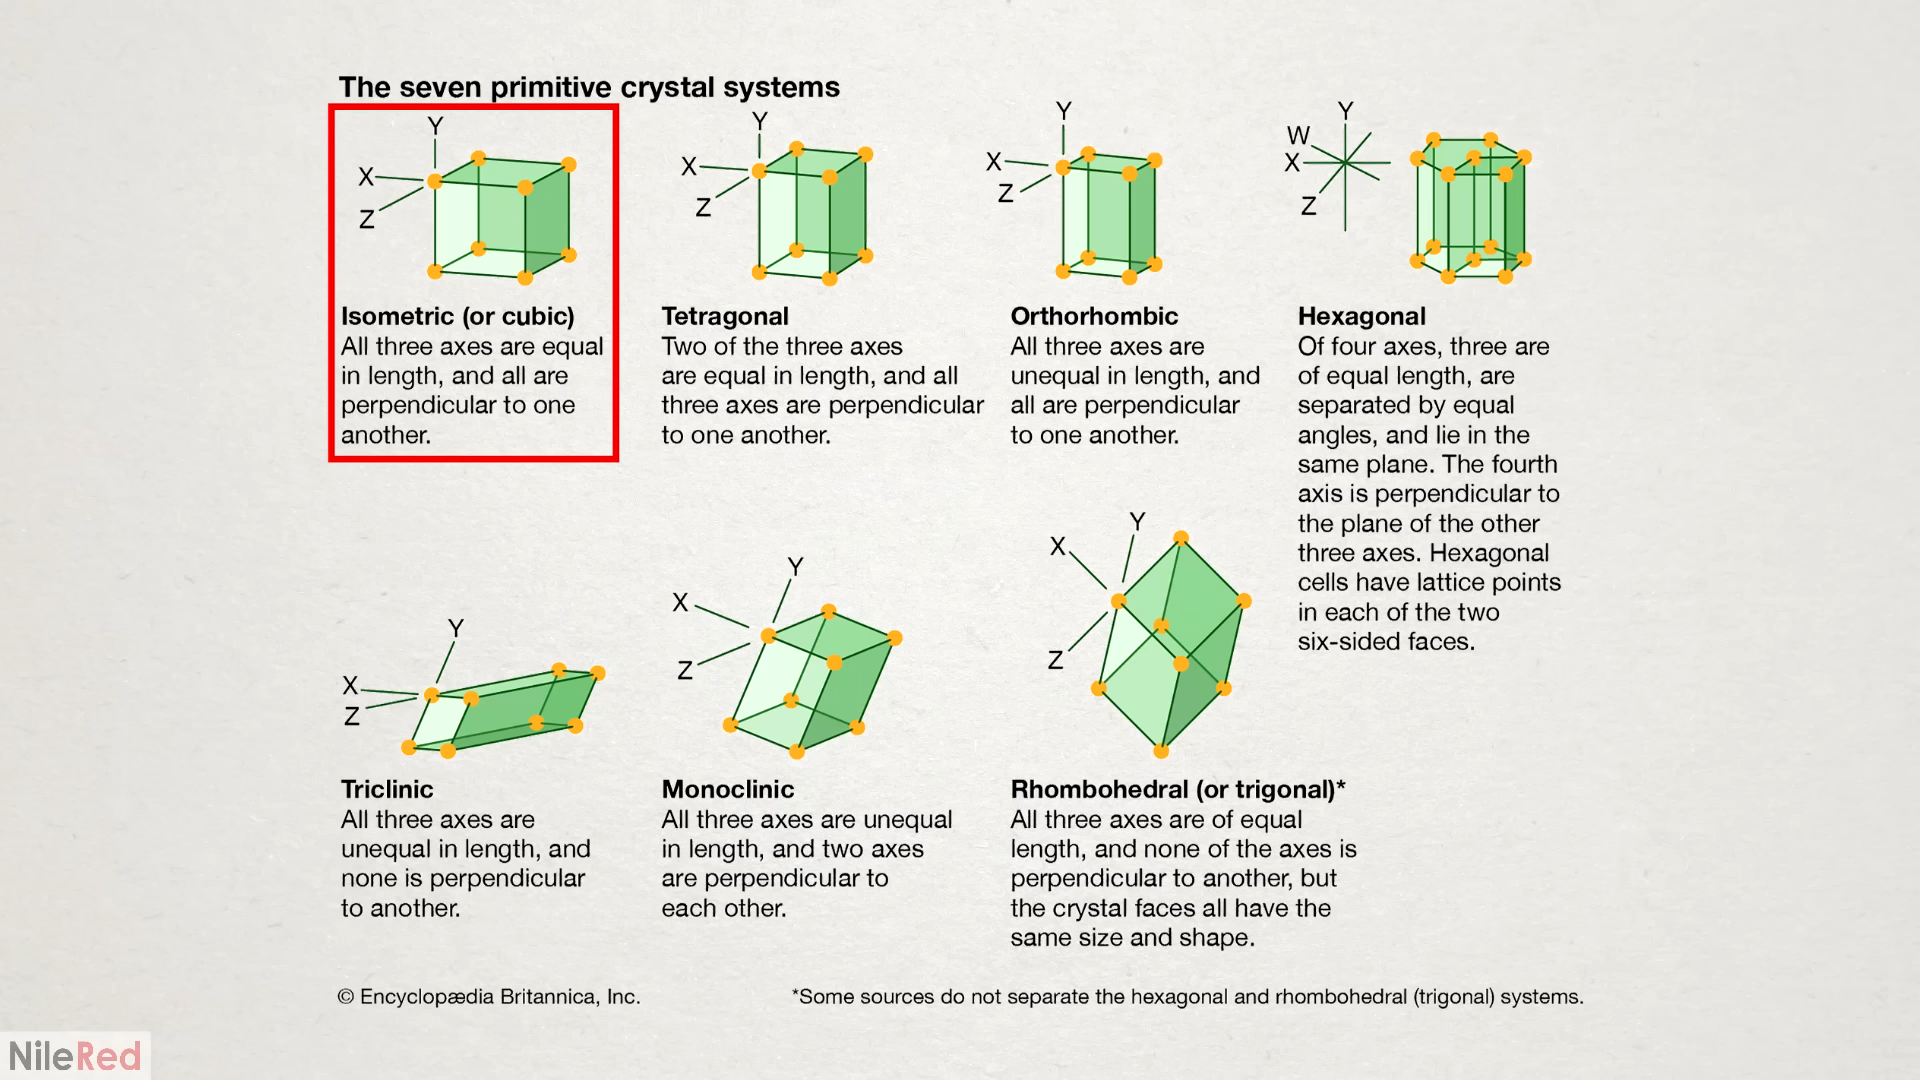 The seven primitive crystal systems
Y
X
Z
Isometric (or cubic)
All three axes are equal
in length, and all are
perpendicular to one
another.
Y
X
Z
Tetragonal
Two of the three axes
are equal in length, and all
three axes are perpendicular
to one another.
Y
X
Z
Orthorhombic
All three axes are
unequal in length, and
all are perpendicular
to one another.
Y
W
X
Z
Hexagonal
Of four axes, three are
of equal length, are
separated by equal
angles, and lie in the
same plane. The fourth
axis is perpendicular to
the plane of the other
three axes. Hexagonal
cells have lattice points
in each of the two
six-sided faces.
Y
X
Z
Triclinic
All three axes are
unequal in length, and
none is perpendicular
to another.
Y
X
Z
Monoclinic
All three axes are unequal
in length, and two axes
are perpendicular to
each other.
Y
X
Z
Rhombohedral (or trigonal)*
All three axes are of equal
length, and none of the axes is
perpendicular to another, but
the crystal faces all have the
same size and shape.
© Encyclopædia Britannica, Inc.
*Some sources do not separate the hexagonal and rhombohedral (trigonal) systems.
NileRed